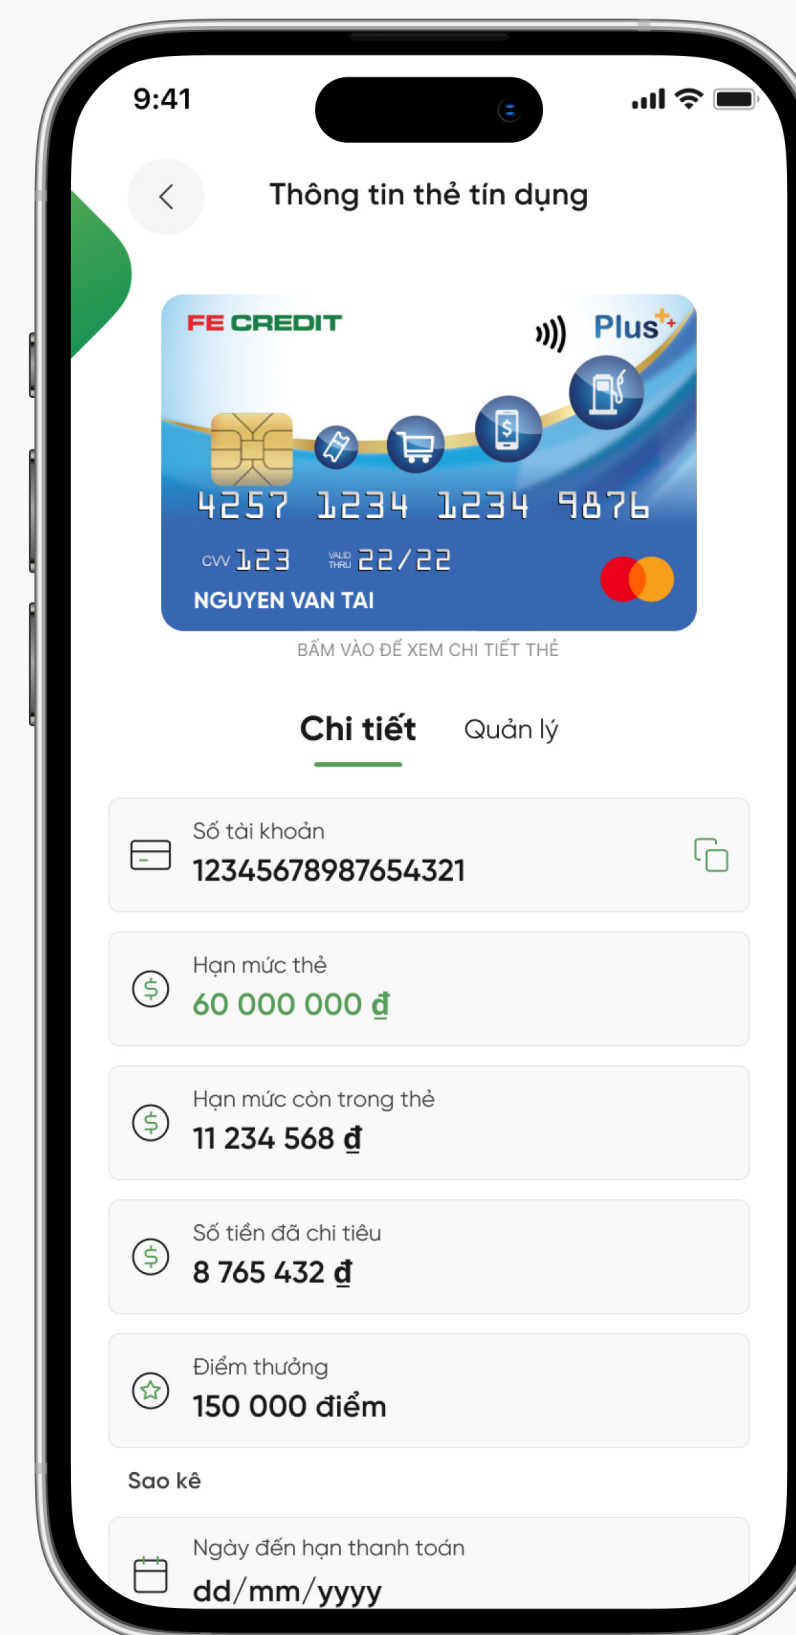 9:41
Thông tin thẻ tín dụng
FE CREDIT
Plus
4257 1234 1234 9876
CVV 123 VALID THRU 22/22
NGUYEN VAN TAI
BẤM VÀO ĐỂ XEM CHI TIẾT THẺ
Chi tiết Quản lý
Số tài khoản
12345678987654321
Hạn mức thẻ
60 000 000 ₫
Hạn mức còn trong thẻ
11 234 568 ₫
Số tiền đã chi tiêu
8 765 432 ₫
Điểm thưởng
150 000 điểm
Sao kê
Ngày đến hạn thanh toán
dd/mm/yyyy